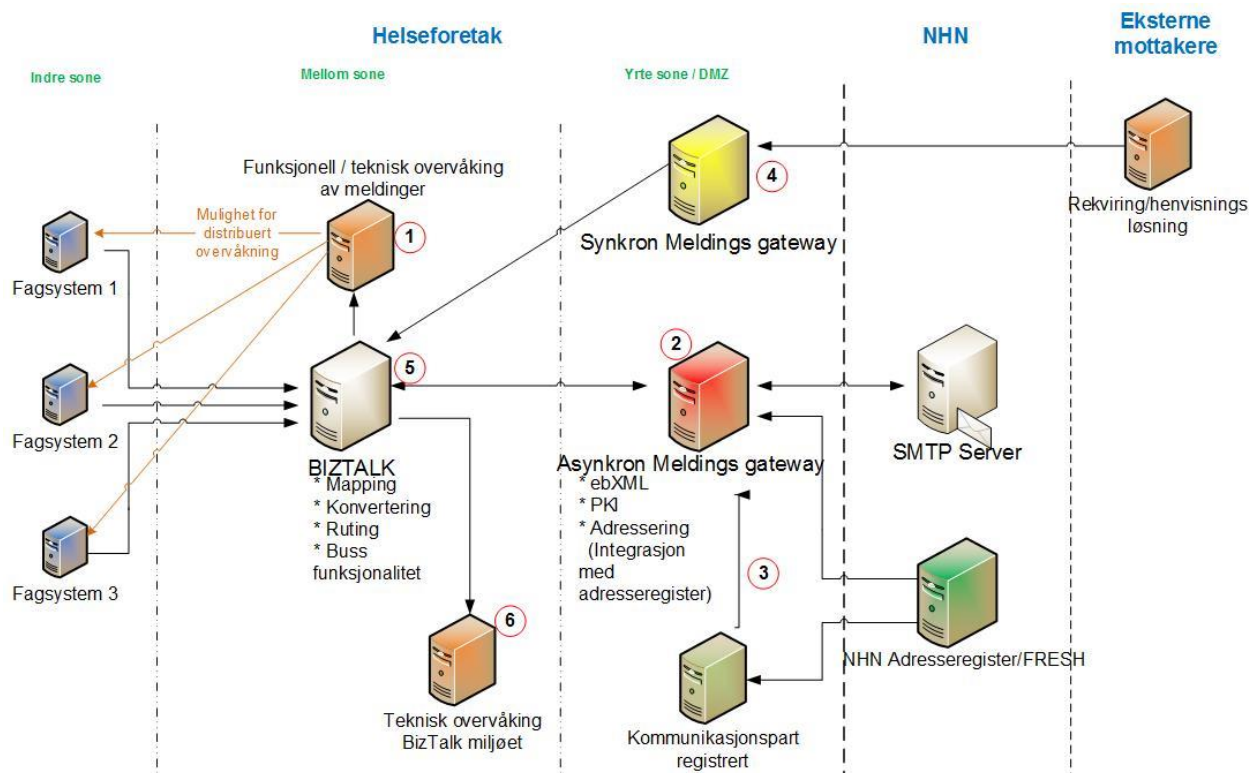 Helseforetak
NHN
Eksterne
mottakere
Indre sone
Mellom sone
Yrte sone / DMZ
Funksjonell / teknisk overvåking
av meldinger
Mulighet for
distribuert
overvåkning
1
4
Synkron Meldings gateway
Rekviring/henvisnings
løsning
Fagsystem 1
2
5
Fagsystem 2
BIZTALK
* Mapping
* Konvertering
* Ruting
* Buss
funksjonalitet
Asynkron Meldings gateway
* ebXML
* PKI
* Adressering
(Integrasjon
med
adresseregister)
SMTP Server
3
Fagsystem 3
6
NHN Adresseregister/FRESH
Teknisk overvåking
BizTalk miljøet
Kommunikasjonspart
registrert